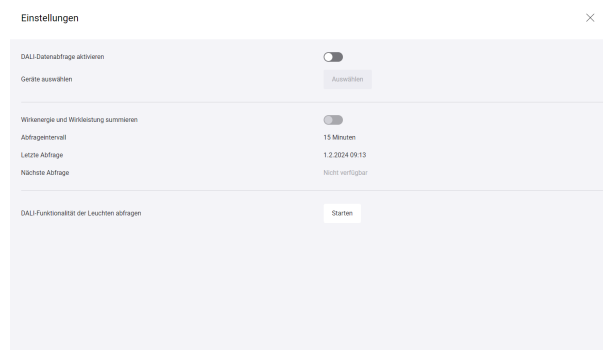 Einstellungen
DALI-Datenabfrage aktivieren
Geräte auswählen Auswählen
Wirkenergie und Wirkleistung summieren
Abfrageintervall 15 Minuten
Letzte Abfrage 1.2.2024 09:13
Nächste Abfrage Nicht verfügbar
DALI-Funktionalität der Leuchten abfragen Starten